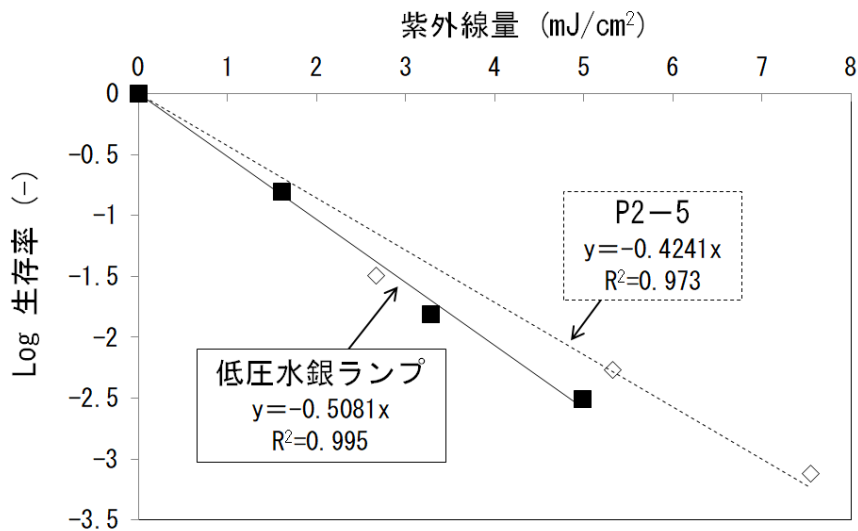 紫外線量 (mJ/cm²)
0 1 2 3 4 5 6 7 8
0
-0.5
-1
-1.5
-2
-2.5
-3
-3.5
Log 生存率 (-)
P2-5
y=-0.4241x
R²=0.973
低圧水銀ランプ
y=-0.5081x
R²=0.995